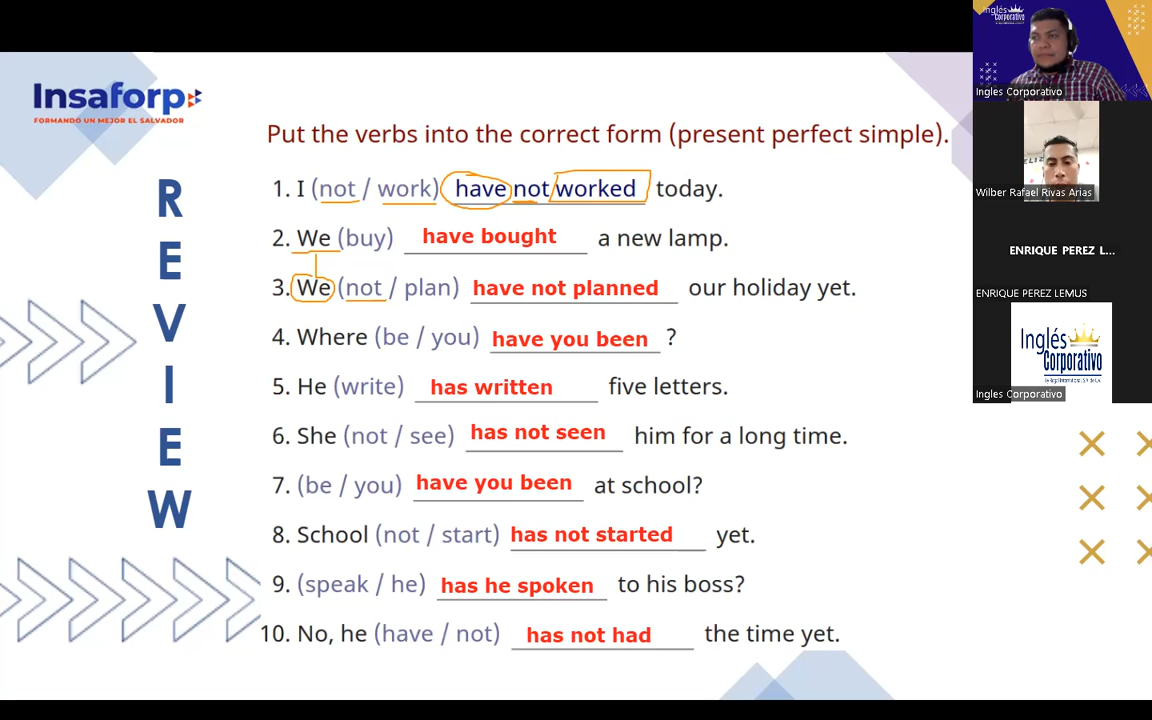 Insaforp
FORMANDO UN MEJOR EL SALVADOR
REVIEW
Put the verbs into the correct form (present perfect simple).
1. I (not / work) have not worked today.
2. We (buy) have bought a new lamp.
3. We (not / plan) have not planned our holiday yet.
4. Where (be / you) have you been ?
5. He (write) has written five letters.
6. She (not / see) has not seen him for a long time.
7. (be / you) have you been at school?
8. School (not / start) has not started yet.
9. (speak / he) has he spoken to his boss?
10. No, he (have / not) has not had the time yet.
Inglés
Corporativo
Ingles Corporativo
Wilber Rafael Rivas Arias
ENRIQUE PEREZ L...
ENRIQUE PEREZ LEMUS
Inglés
Corporativo
Ingles Corporativo